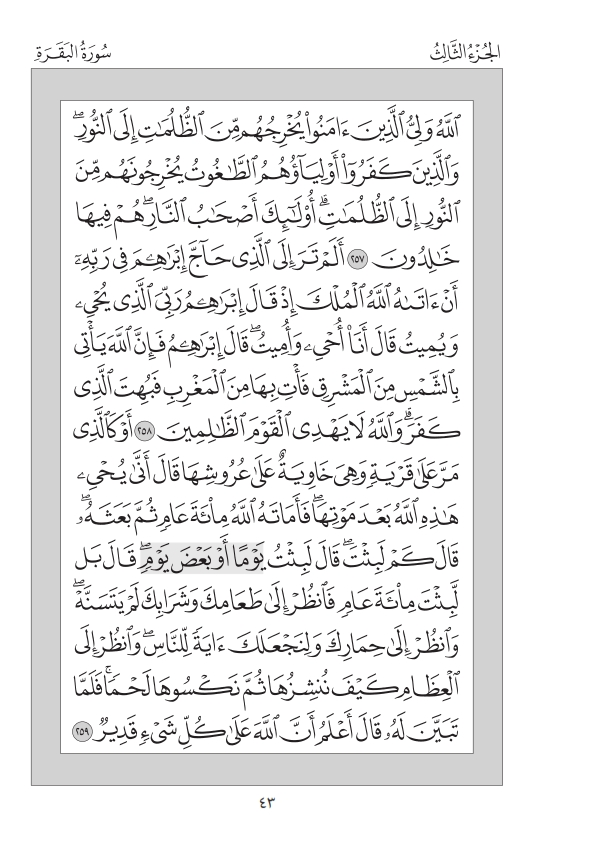 الجُزْءُ الثَّالِثُ
سُورَةُ البَقَرَةِ
ٱللَّهُ وَلِيُّ ٱلَّذِينَ ءَامَنُوا۟ يُخْرِجُهُم مِّنَ ٱلظُّلُمَٰتِ إِلَى ٱلنُّورِۖ
وَٱلَّذِينَ كَفَرُوٓا۟ أَوْلِيَآؤُهُمُ ٱلطَّٰغُوتُ يُخْرِجُونَهُم مِّنَ
ٱلنُّورِ إِلَى ٱلظُّلُمَٰتِۗ أُو۟لَٰٓئِكَ أَصْحَٰبُ ٱلنَّارِۖ هُمْ فِيهَا
خَٰلِدُونَ ٢٥٧ أَلَمْ تَرَ إِلَى ٱلَّذِى حَآجَّ إِبْرَٰهِـۧمَ فِى رَبِّهِۦٓ
أَنْ ءَاتَىٰهُ ٱللَّهُ ٱلْمُلْكَ إِذْ قَالَ إِبْرَٰهِـۧمُ رَبِّىَ ٱلَّذِى يُحْىِۦ
وَيُمِيتُ قَالَ أَنَا۠ أُحْىِۦ وَأُمِيتُۖ قَالَ إِبْرَٰهِـۧمُ فَإِنَّ ٱللَّهَ يَأْتِى
بِٱلشَّمْسِ مِنَ ٱلْمَشْرِقِ فَأْتِ بِهَا مِنَ ٱلْمَغْرِبِ فَبُهِتَ ٱلَّذِى
كَفَرَۗ وَٱللَّهُ لَا يَهْدِى ٱلْقَوْمَ ٱلظَّٰلِمِينَ ٢٥٨ أَوْ كَٱلَّذِى
مَرَّ عَلَىٰ قَرْيَةٍ وَهِىَ خَاوِيَةٌ عَلَىٰ عُرُوشِهَا قَالَ أَنَّىٰ يُحْىِۦ
هَٰذِهِ ٱللَّهُ بَعْدَ مَوْتِهَاۖ فَأَمَاتَهُ ٱللَّهُ مِا۟ئَةَ عَامٍ ثُمَّ بَعَثَهُۥۖ
قَالَ كَمْ لَبِثْتَۖ قَالَ لَبِثْتُ يَوْمًا أَوْ بَعْضَ يَوْمٍۖ قَالَ بَل
لَّبِثْتَ مِا۟ئَةَ عَامٍ فَٱنظُرْ إِلَىٰ طَعَامِكَ وَشَرَابِكَ لَمْ يَتَسَنَّهْۖ
وَٱنظُرْ إِلَىٰ حِمَارِكَ وَلِنَجْعَلَكَ ءَايَةً لِّلنَّاسِۖ وَٱنظُرْ إِلَى
ٱلْعِظَامِ كَيْفَ نُنشِزُهَا ثُمَّ نَكْسُوهَا لَحْمًاۚ فَلَمَّا
تَبَيَّنَ لَهُۥ قَالَ أَعْلَمُ أَنَّ ٱللَّهَ عَلَىٰ كُلِّ شَىْءٍ قَدِيرٌ ٢٥٩
٤٣